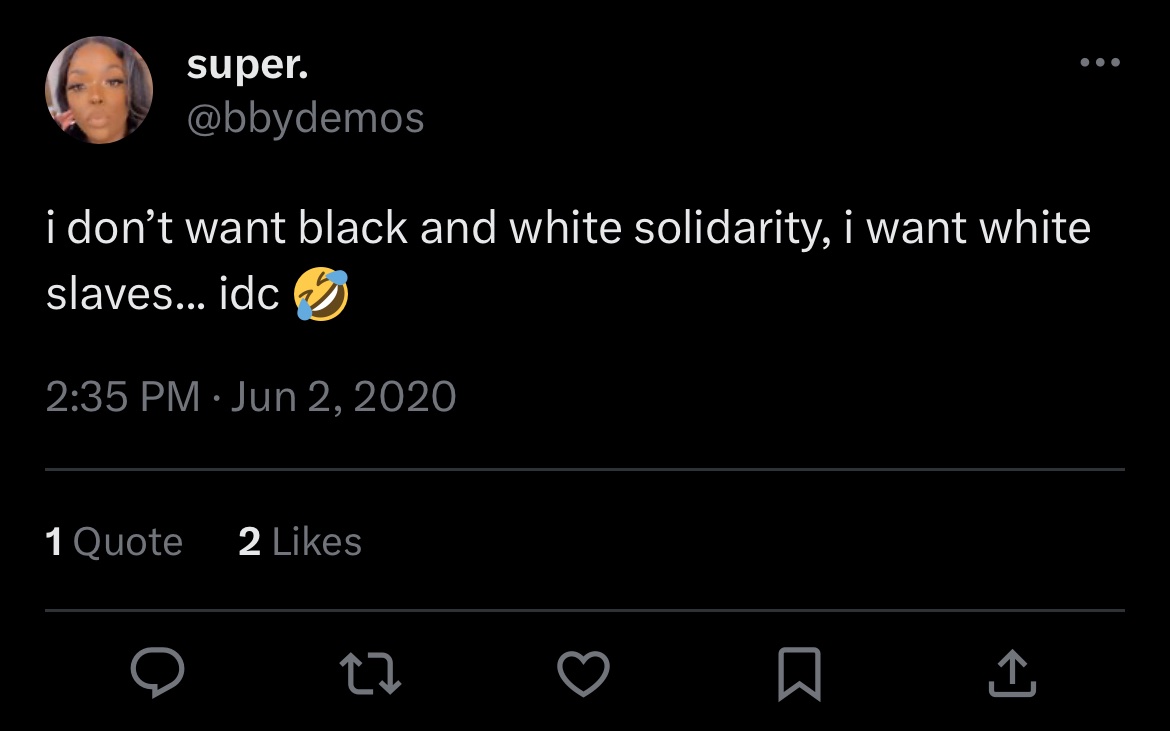 super.
@bbydemos
i don’t want black and white solidarity, i want white
slaves... idc 🤣
2:35 PM · Jun 2, 2020
1 Quote 2 Likes